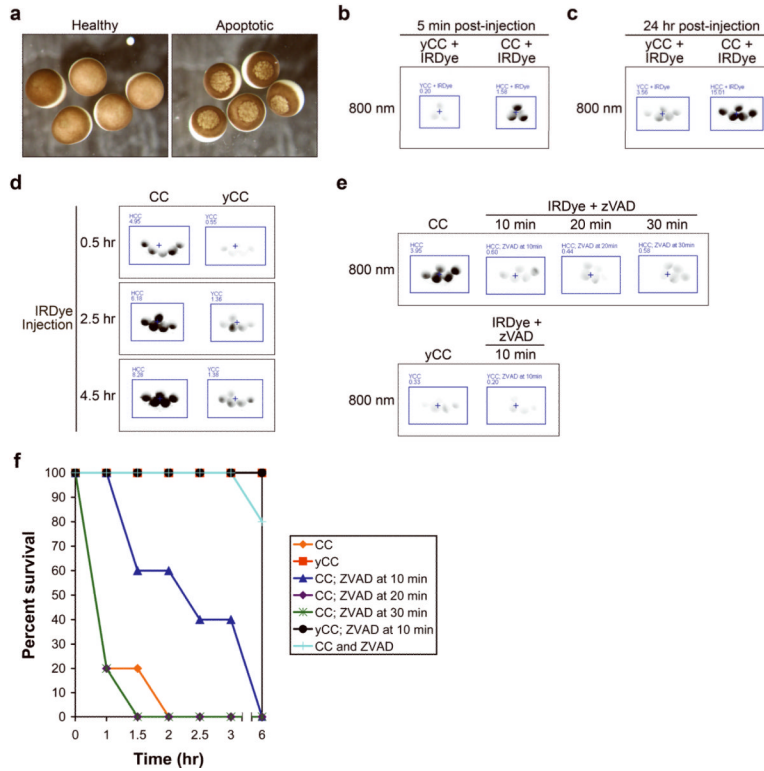 a
Healthy
Apoptotic
b
5 min post-injection
yCC +
IRDye
CC +
IRDye
800 nm
YCC + IRDye
0.20
HCC + IRDye
1.58
c
24 hr post-injection
yCC +
IRDye
CC +
IRDye
800 nm
YCC + IRDye
3.56
HCC + IRDye
15.01
d
CC
yCC
IRDye
Injection
0.5 hr
HCC
4.95
YCC
0.55
2.5 hr
HCC
YCC
1.38
4.5 hr
HCC
YCC
1.38
e
IRDye + zVAD
CC
10 min
20 min
30 min
800 nm
HCC
3.95
HCC; ZVAD at 10min
0.60
HCC; ZVAD at 20min
0.44
HCC; ZVAD at 30min
0.58
IRDye +
zVAD
yCC
10 min
800 nm
YCC
0.33
YCC; ZVAD at 10min
0.20
f
Percent survival
100
90
80
70
60
50
40
30
20
10
0
0
1
1.5
2
2.5
3
6
Time (hr)
CC
yCC
CC; ZVAD at 10 min
CC; ZVAD at 20 min
CC; ZVAD at 30 min
yCC; ZVAD at 10 min
CC and ZVAD